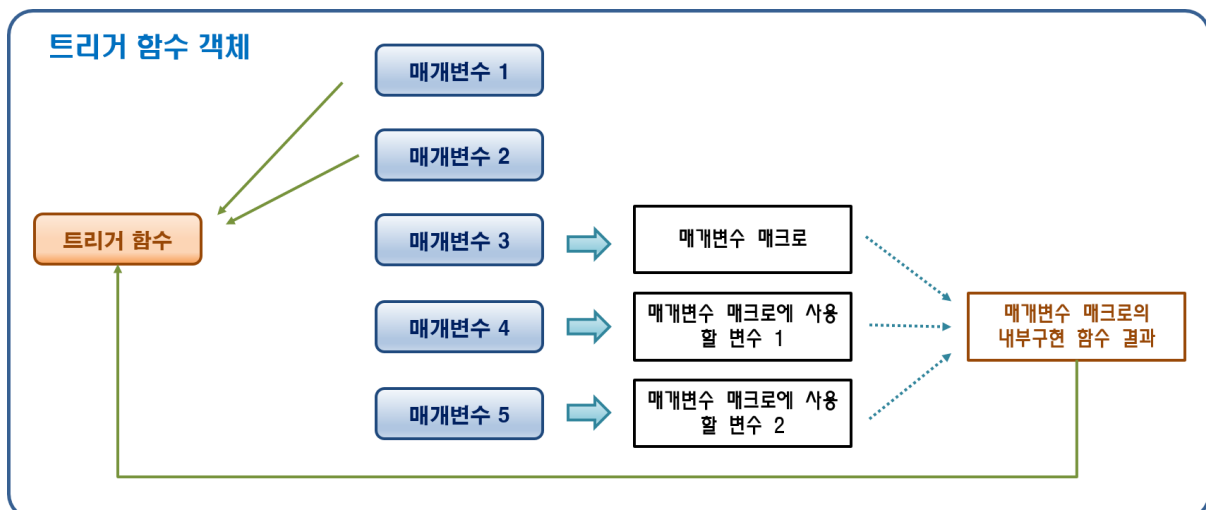 트리거 함수 객체
매개변수 1
매개변수 2
트리거 함수
매개변수 3
매개변수 매크로
매개변수 4
매개변수 매크로에 사용
할 변수 1
매개변수 매크로의
내부구현 함수 결과
매개변수 5
매개변수 매크로에 사용
할 변수 2